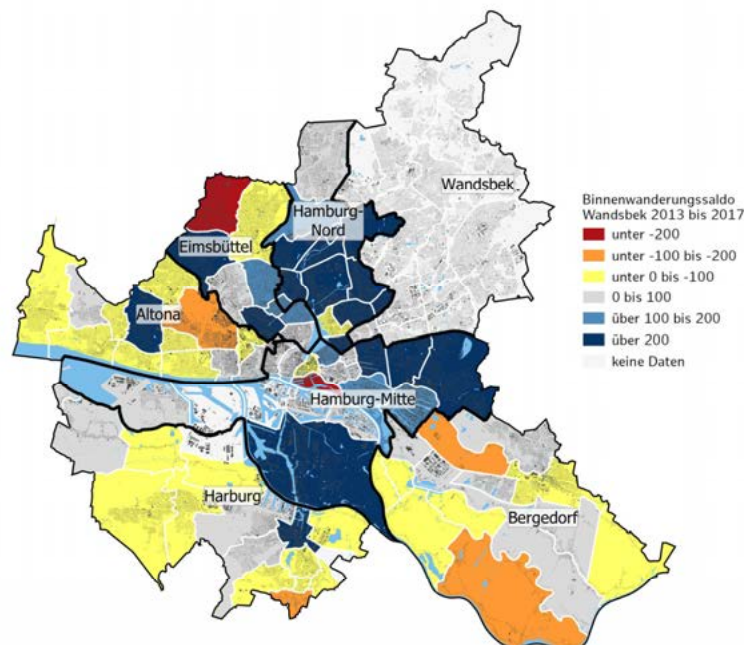 Wandsbek
Hamburg-
Nord
Eimsbüttel
Altona
Hamburg-Mitte
Harburg
Bergedorf
Binnenwanderungssaldo
Wandsbek 2013 bis 2017
unter -200
unter -100 bis -200
unter 0 bis -100
0 bis 100
über 100 bis 200
über 200
keine Daten